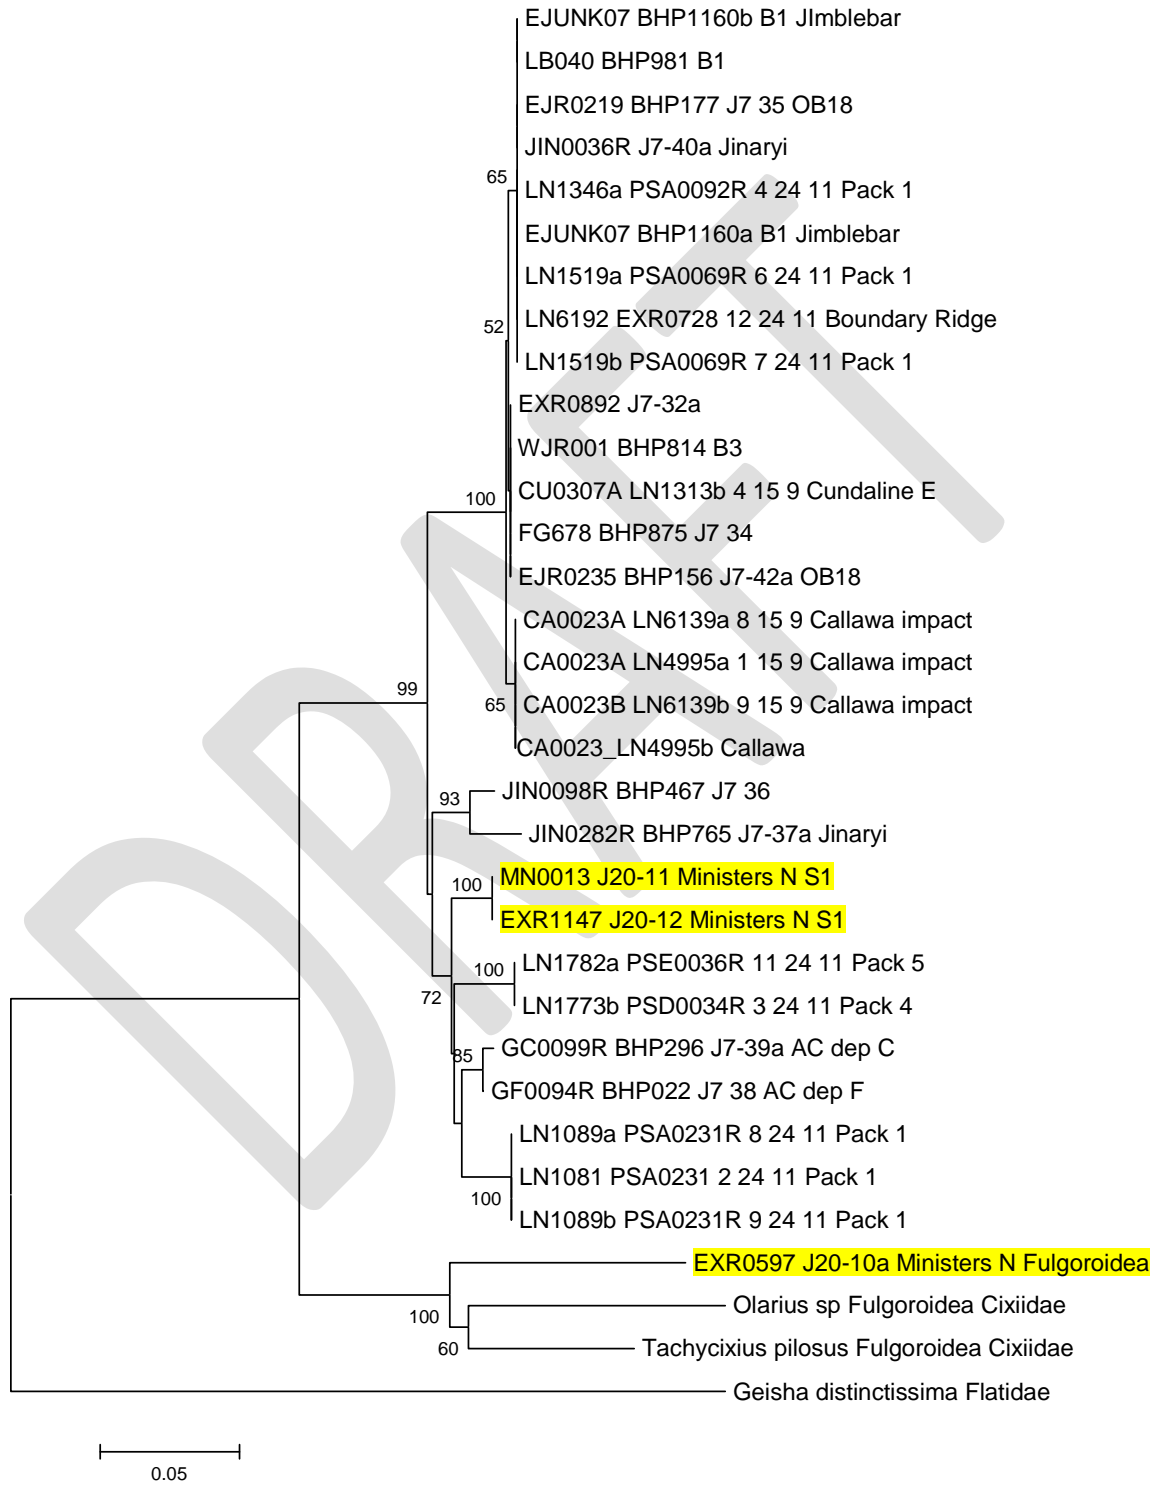 EJUNK07 BHP1160b B1 JImblebar
LB040 BHP981 B1
EJR0219 BHP177 J7 35 OB18
JIN0036R J7-40a Jinaryi
65
LN1346a PSA0092R 4 24 11 Pack 1
EJUNK07 BHP1160a B1 Jimblebar
LN1519a PSA0069R 6 24 11 Pack 1
LN6192 EXR0728 12 24 11 Boundary Ridge
52
LN1519b PSA0069R 7 24 11 Pack 1
EXR0892 J7-32a
WJR001 BHP814 B3
CU0307A LN1313b 4 15 9 Cundaline E
100
FG678 BHP875 J7 34
EJR0235 BHP156 J7-42a OB18
CA0023A LN6139a 8 15 9 Callawa impact
CA0023A LN4995a 1 15 9 Callawa impact
99
CA0023B LN6139b 9 15 9 Callawa impact
65
CA0023_LN4995b Callawa
JIN0098R BHP467 J7 36
93
JIN0282R BHP765 J7-37a Jinaryi
MN0013 J20-11 Ministers N S1
100
EXR1147 J20-12 Ministers N S1
LN1782a PSE0036R 11 24 11 Pack 5
100
LN1773b PSD0034R 3 24 11 Pack 4
72
GC0099R BHP296 J7-39a AC dep C
85
GF0094R BHP022 J7 38 AC dep F
LN1089a PSA0231R 8 24 11 Pack 1
LN1081 PSA0231 2 24 11 Pack 1
100
LN1089b PSA0231R 9 24 11 Pack 1
EXR0597 J20-10a Ministers N Fulgoroidea
Olarius sp Fulgoroidea Cixiidae
100
Tachycixius pilosus Fulgoroidea Cixiidae
60
Geisha distinctissima Flatidae
0.05
DRAFT